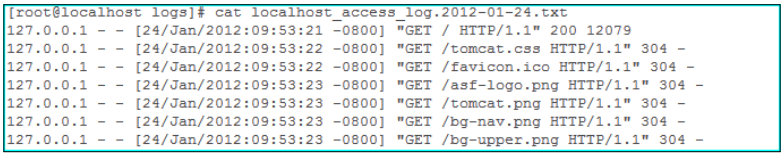 [root@localhost logs]# cat localhost_access_log.2012-01-24.txt
127.0.0.1 - - [24/Jan/2012:09:53:21 -0800] "GET / HTTP/1.1" 200 12079
127.0.0.1 - - [24/Jan/2012:09:53:22 -0800] "GET /tomcat.css HTTP/1.1" 304 -
127.0.0.1 - - [24/Jan/2012:09:53:22 -0800] "GET /favicon.ico HTTP/1.1" 304 -
127.0.0.1 - - [24/Jan/2012:09:53:23 -0800] "GET /asf-logo.png HTTP/1.1" 304 -
127.0.0.1 - - [24/Jan/2012:09:53:23 -0800] "GET /tomcat.png HTTP/1.1" 304 -
127.0.0.1 - - [24/Jan/2012:09:53:23 -0800] "GET /bg-nav.png HTTP/1.1" 304 -
127.0.0.1 - - [24/Jan/2012:09:53:23 -0800] "GET /bg-upper.png HTTP/1.1" 304 -